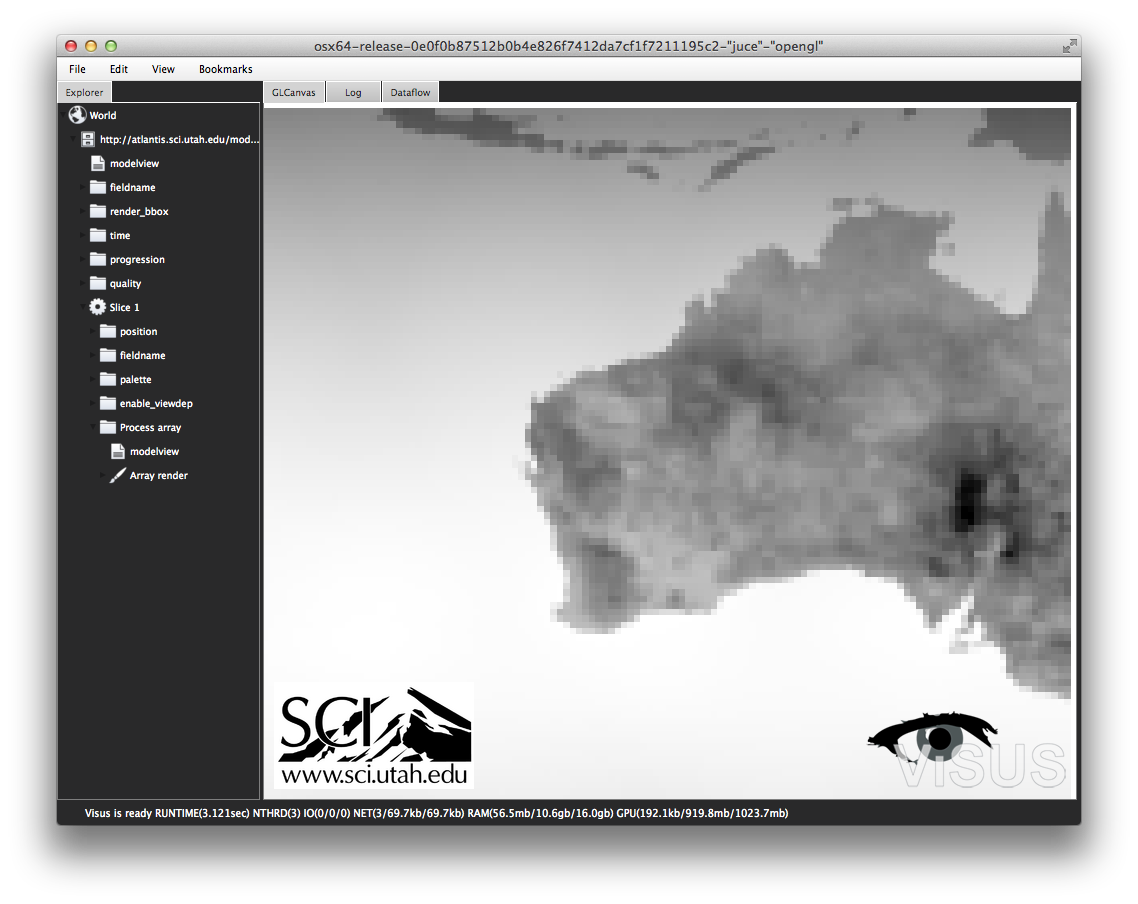 osx64-release-0e0f0b87512b0b4e826f7412da7cf1f7211195c2-"juce"-"opengl"
File Edit View Bookmarks
Explorer
GLCanvas Log Dataflow
World
http://atlantis.sci.utah.edu/mod...
modelview
fieldname
render_bbox
time
progression
quality
Slice 1
position
fieldname
palette
enable_viewdep
Process array
modelview
Array render
SCI
www.sci.utah.edu
ViSUS
Visus is ready RUNTIME(3.121sec) NTHRD(3) IO(0/0/0) NET(3/69.7kb/69.7kb) RAM(56.5mb/10.6gb/16.0gb) GPU(192.1kb/919.8mb/1023.7mb)